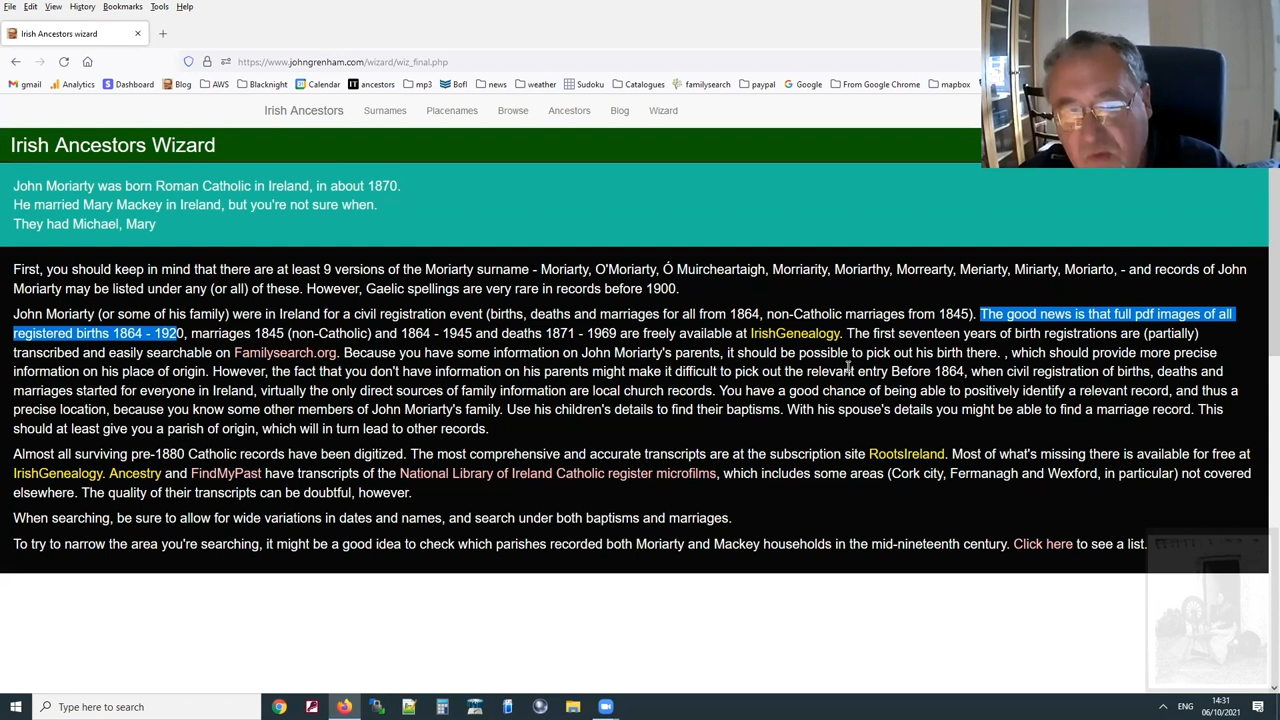 File Edit View History Bookmarks Tools Help
Irish Ancestors wizard × +
https://www.johngrenham.com/wizard/wiz_final.php
gmail Analytics Dashboard Blog AWS Blacknight Calendar ancestors mp3 BofI news weather Sudoku Catalogues familysearch paypal Google From Google Chrome mapbox
Irish Ancestors Surnames Placenames Browse Ancestors Blog Wizard
Irish Ancestors Wizard
John Moriarty was born Roman Catholic in Ireland, in about 1870.
He married Mary Mackey in Ireland, but you're not sure when.
They had Michael, Mary
First, you should keep in mind that there are at least 9 versions of the Moriarty surname - Moriarty, O'Moriarty, Ó Muircheartaigh, Morriarity, Moriarthy, Morrearty, Meriarty, Miriarty, Moriarto, - and records of John
Moriarty may be listed under any (or all) of these. However, Gaelic spellings are very rare in records before 1900.
John Moriarty (or some of his family) were in Ireland for a civil registration event (births, deaths and marriages for all from 1864, non-Catholic marriages from 1845). The good news is that full pdf images of all
registered births 1864 - 1920, marriages 1845 (non-Catholic) and 1864 - 1945 and deaths 1871 - 1969 are freely available at IrishGenealogy. The first seventeen years of birth registrations are (partially)
transcribed and easily searchable on Familysearch.org. Because you have some information on John Moriarty's parents, it should be possible to pick out his birth there. , which should provide more precise
information on his place of origin. However, the fact that you don't have information on his parents might make it difficult to pick out the relevant entry Before 1864, when civil registration of births, deaths and
marriages started for everyone in Ireland, virtually the only direct sources of family information are local church records. You have a good chance of being able to positively identify a relevant record, and thus a
precise location, because you know some other members of John Moriarty's family. Use his children's details to find their baptisms. With his spouse's details you might be able to find a marriage record. This
should at least give you a parish of origin, which will in turn lead to other records.
Almost all surviving pre-1880 Catholic records have been digitized. The most comprehensive and accurate transcripts are at the subscription site RootsIreland. Most of what's missing there is available for free at
IrishGenealogy. Ancestry and FindMyPast have transcripts of the National Library of Ireland Catholic register microfilms, which includes some areas (Cork city, Fermanagh and Wexford, in particular) not covered
elsewhere. The quality of their transcripts can be doubtful, however.
When searching, be sure to allow for wide variations in dates and names, and search under both baptisms and marriages.
To try to narrow the area you're searching, it might be a good idea to check which parishes recorded both Moriarty and Mackey households in the mid-nineteenth century. Click here to see a list.
Type here to search
ENG
14:31
06/10/2021